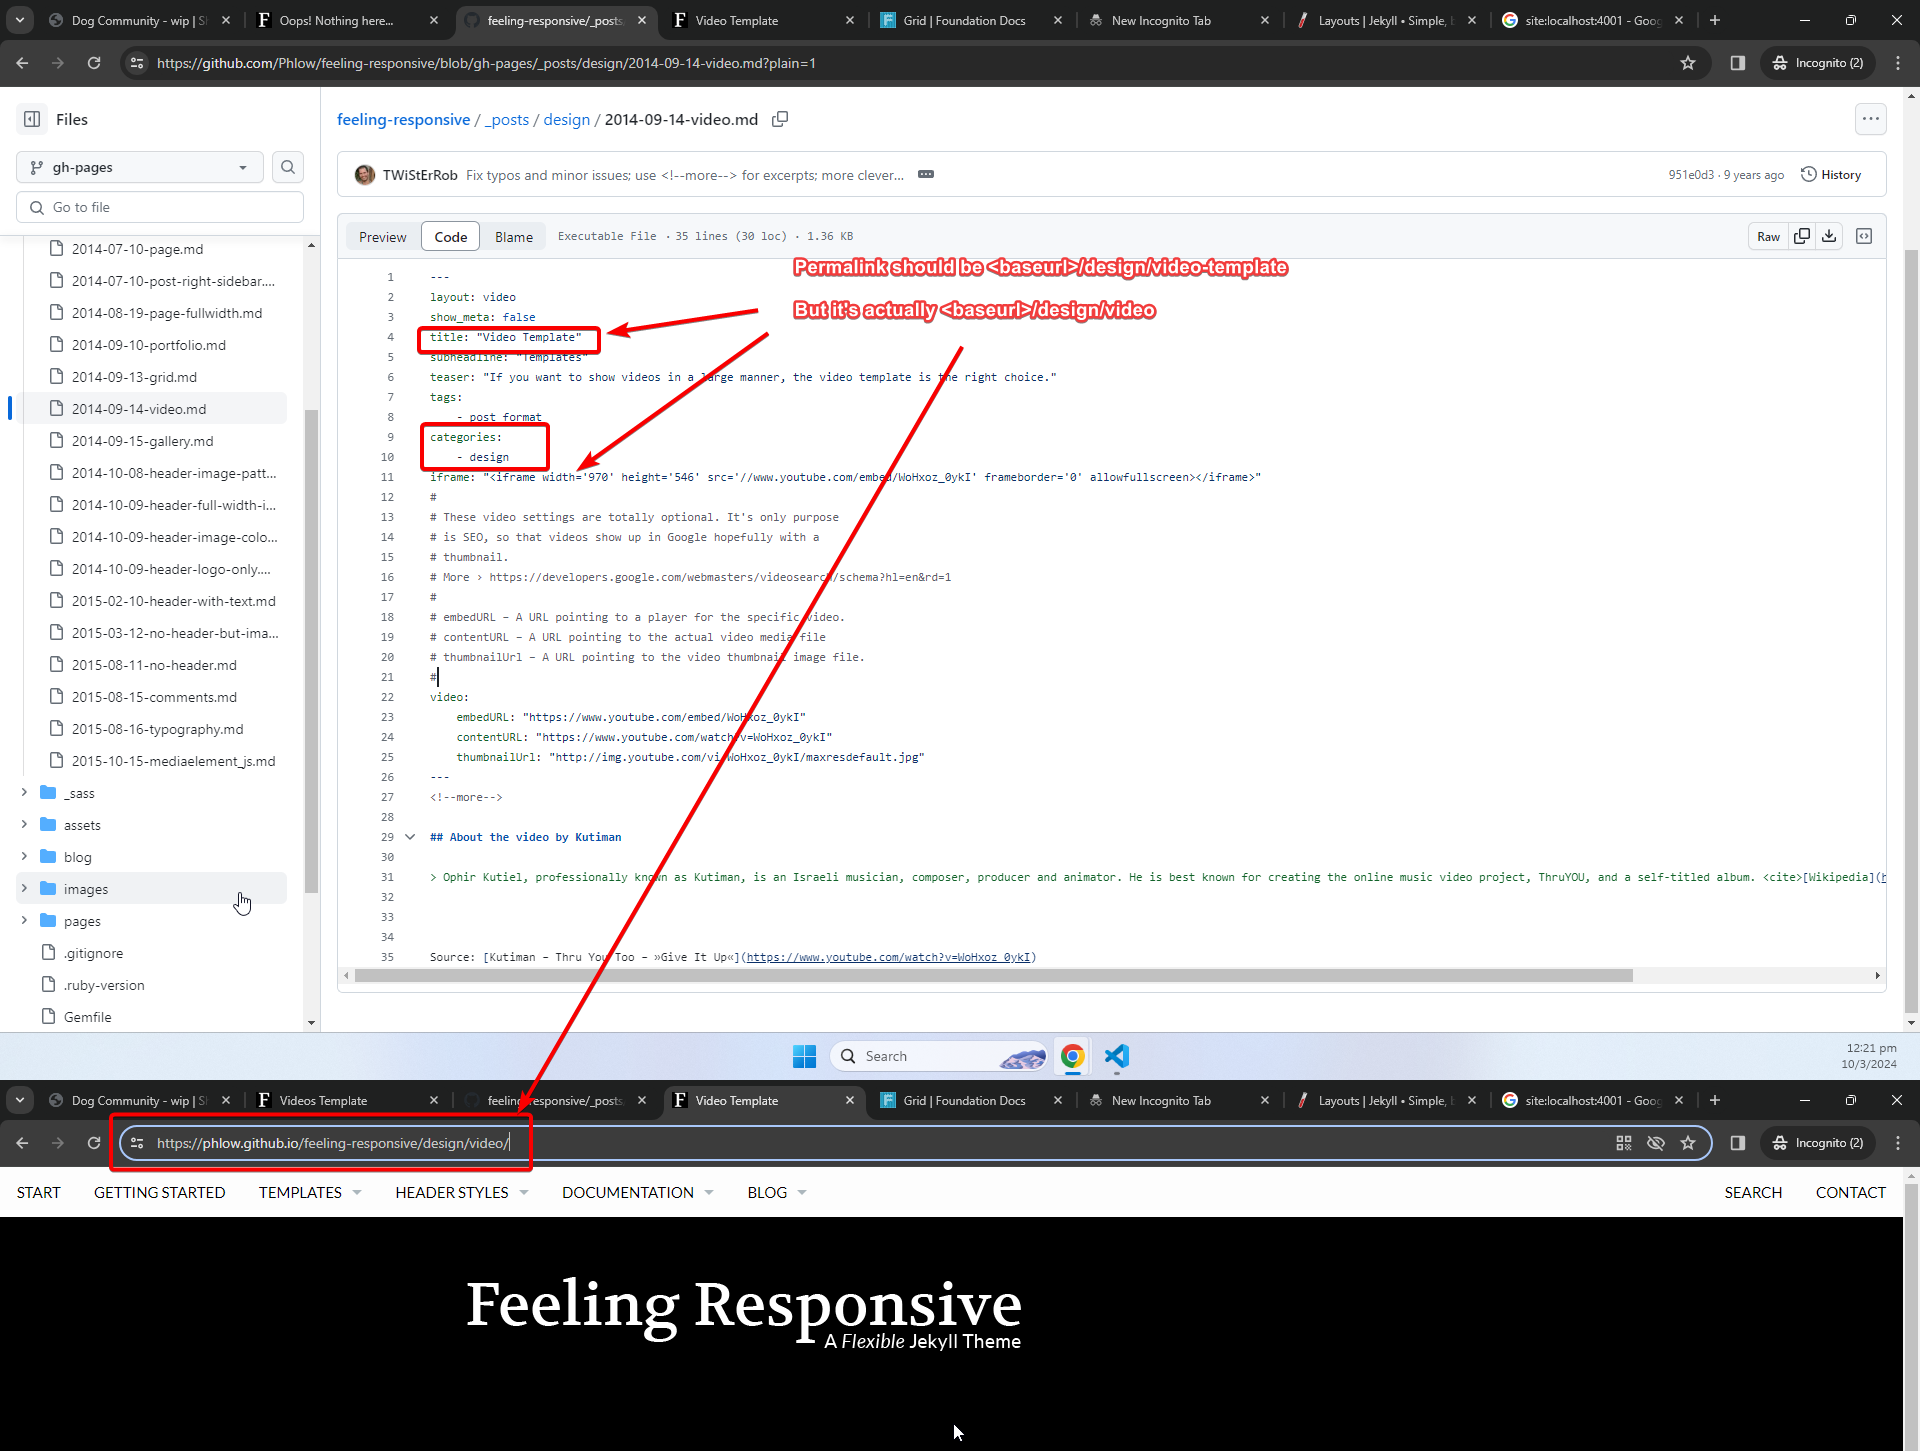 Dog Community - wip | S
Oops! Nothing here...
feeling-responsive/_posts
Video Template
Grid | Foundation Docs
New Incognito Tab
Layouts | Jekyll • Simple,
site:localhost:4001 - Goo
https://github.com/Phlow/feeling-responsive/blob/gh-pages/_posts/design/2014-09-14-video.md?plain=1
Incognito (2)
Files
feeling-responsive / _posts / design / 2014-09-14-video.md
gh-pages
TWiStErRob Fix typos and minor issues; use <!--more--> for excerpts; more clever...
951e0d3 · 9 years ago
History
Go to file
Preview
Code
Blame
Executable File · 35 lines (30 loc) · 1.36 KB
Raw
2014-07-10-page.md
2014-07-10-post-right-sidebar....
2014-08-19-page-fullwidth.md
2014-09-10-portfolio.md
2014-09-13-grid.md
2014-09-14-video.md
2014-09-15-gallery.md
2014-10-08-header-image-patt...
2014-10-09-header-full-width-i...
2014-10-09-header-image-colo...
2014-10-09-header-logo-only....
2015-02-10-header-with-text.md
2015-03-12-no-header-but-ima...
2015-08-11-no-header.md
2015-08-15-comments.md
2015-08-16-typography.md
2015-10-15-mediaelement_js.md
_sass
assets
blog
images
pages
.gitignore
.ruby-version
Gemfile
Permalink should be <baseurl>/design/video-template
But it's actually <baseurl>/design/video
1 ---
2 layout: video
3 show_meta: false
4 title: "Video Template"
5 subheadline: "Templates"
6 teaser: "If you want to show videos in a large manner, the video template is the right choice."
7 tags:
8 - post format
9 categories:
10 - design
11 iframe: "<iframe width='970' height='546' src='//www.youtube.com/embed/WoHxoz_0ykI' frameborder='0' allowfullscreen></iframe>"
12 #
13 # These video settings are totally optional. It's only purpose
14 # is SEO, so that videos show up in Google hopefully with a
15 # thumbnail.
16 # More › https://developers.google.com/webmasters/videosearch/schema?hl=en&rd=1
17 #
18 # embedURL – A URL pointing to a player for the specific video.
19 # contentURL – A URL pointing to the actual video media file
20 # thumbnailUrl – A URL pointing to the video thumbnail image file.
21 #
22 video:
23 embedURL: "https://www.youtube.com/embed/WoHxoz_0ykI"
24 contentURL: "https://www.youtube.com/watch?v=WoHxoz_0ykI"
25 thumbnailUrl: "http://img.youtube.com/vi/WoHxoz_0ykI/maxresdefault.jpg"
26 ---
27 <!--more-->
28
29 ## About the video by Kutiman
30
31 > Ophir Kutiel, professionally known as Kutiman, is an Israeli musician, composer, producer and animator. He is best known for creating the online music video project, ThruYOU, and a self-titled album. <cite>[Wikipedia](h
32
33
34
35 Source: [Kutiman – Thru You Too – »Give It Up«](https://www.youtube.com/watch?v=WoHxoz_0ykI)
Search
12:21 pm
10/3/2024
Dog Community - wip | S
Videos Template
feeling-responsive/_posts
Video Template
Grid | Foundation Docs
New Incognito Tab
Layouts | Jekyll • Simple,
site:localhost:4001 - Goo
https://phlow.github.io/feeling-responsive/design/video/
Incognito (2)
START
GETTING STARTED
TEMPLATES
HEADER STYLES
DOCUMENTATION
BLOG
SEARCH
CONTACT
Feeling Responsive
A Flexible Jekyll Theme